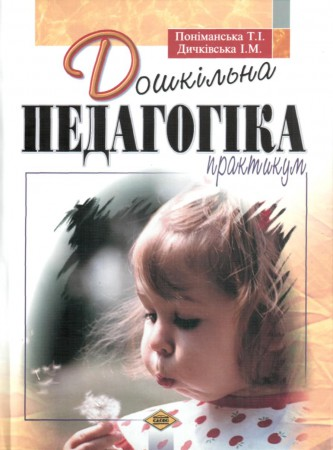 Поніманська Т.І.
Дичківська І.М.
Дошкільна
ПЕДАГОГІКА
практикум